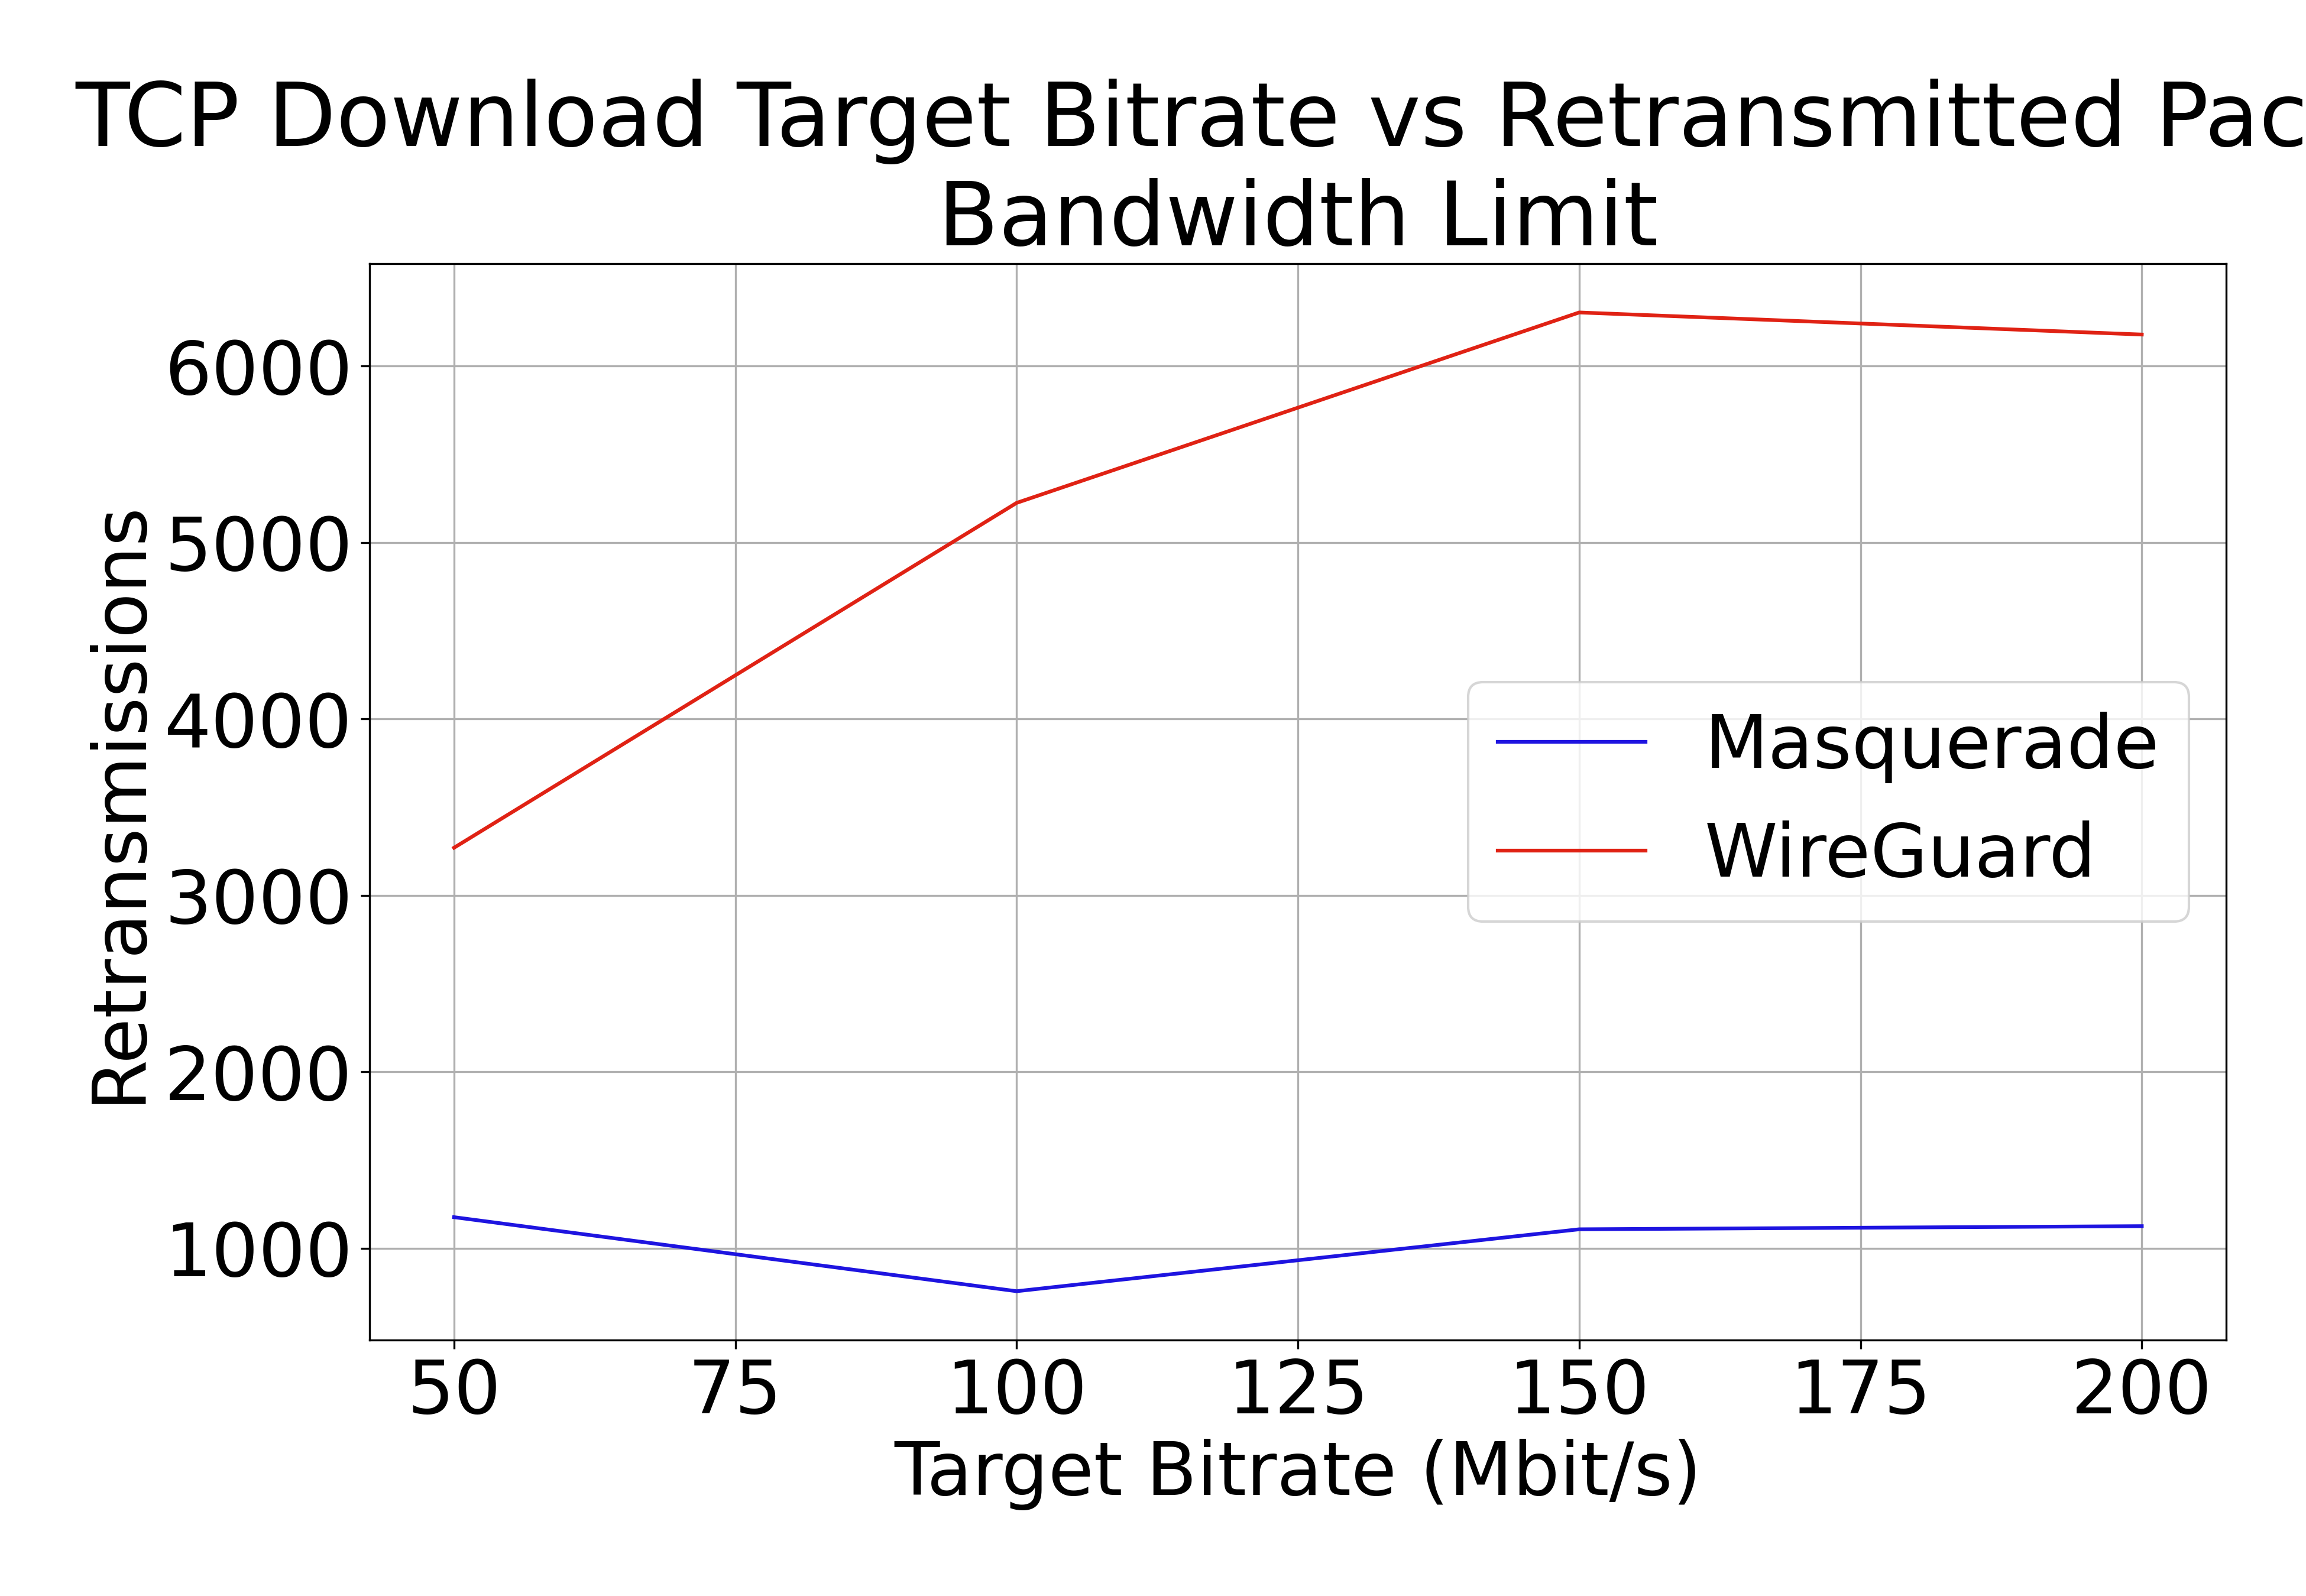 TCP Download Target Bitrate vs Retransmitted Pac
Bandwidth Limit
6000
5000
4000
3000
2000
1000
Retransmissions
Masquerade
WireGuard
50 75 100 125 150 175 200
Target Bitrate (Mbit/s)